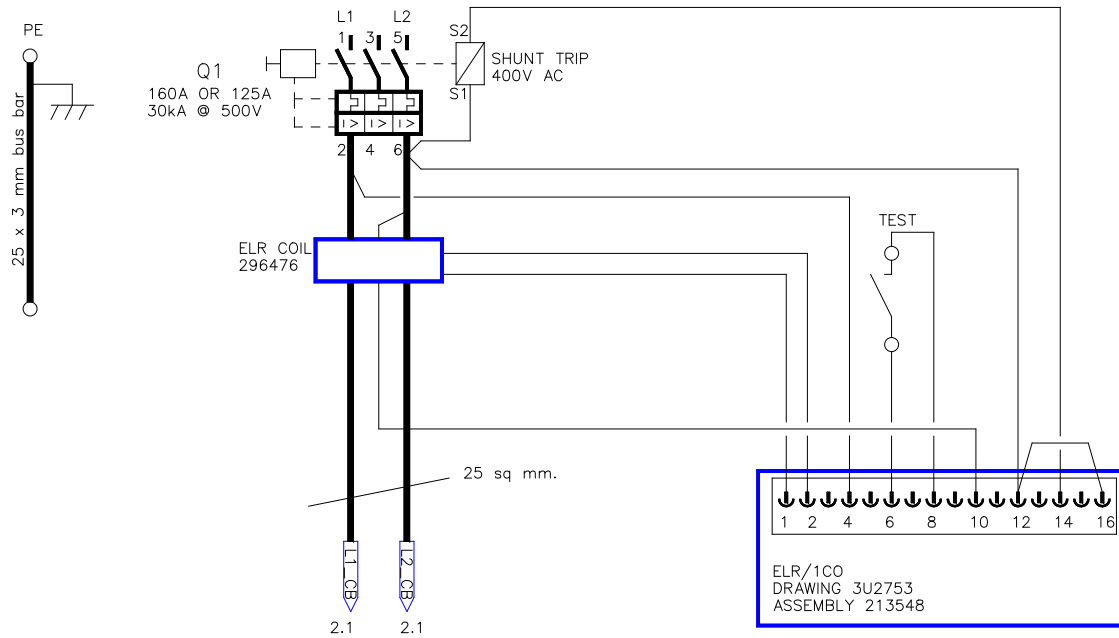 PE
25 x 3 mm bus bar
L1 L2
1 3 5
Q1
160A OR 125A
30kA @ 500V
S2
SHUNT TRIP
400V AC
S1
I> I> I>
2 4 6
ELR COIL
296476
TEST
25 sq mm.
L1_CB
L2_CB
2.1 2.1
1 2 4 6 8 10 12 14 16
ELR/1CO
DRAWING 3U2753
ASSEMBLY 213548